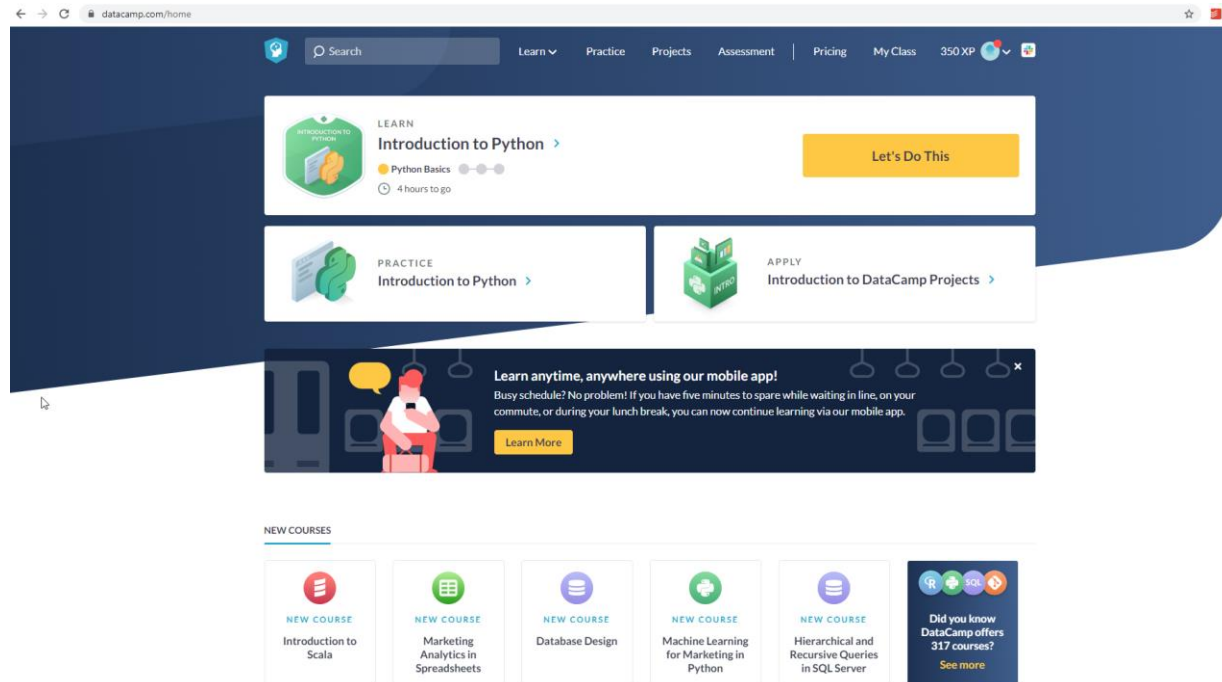 datacamp.com/home
Search
Learn
Practice
Projects
Assessment
Pricing
My Class
350 XP
INTRODUCTION TO
PYTHON
LEARN
Introduction to Python
Python Basics
4 hours to go
Let's Do This
PRACTICE
Introduction to Python
INTRO
APPLY
Introduction to DataCamp Projects
Learn anytime, anywhere using our mobile app!
Busy schedule? No problem! If you have five minutes to spare while waiting in line, on your
commute, or during your lunch break, you can now continue learning via our mobile app.
Learn More
NEW COURSES
NEW COURSE
Introduction to
Scala
NEW COURSE
Marketing
Analytics in
Spreadsheets
NEW COURSE
Database Design
NEW COURSE
Machine Learning
for Marketing in
Python
NEW COURSE
Hierarchical and
Recursive Queries
in SQL Server
R
SQL
Did you know
DataCamp offers
317 courses?
See more